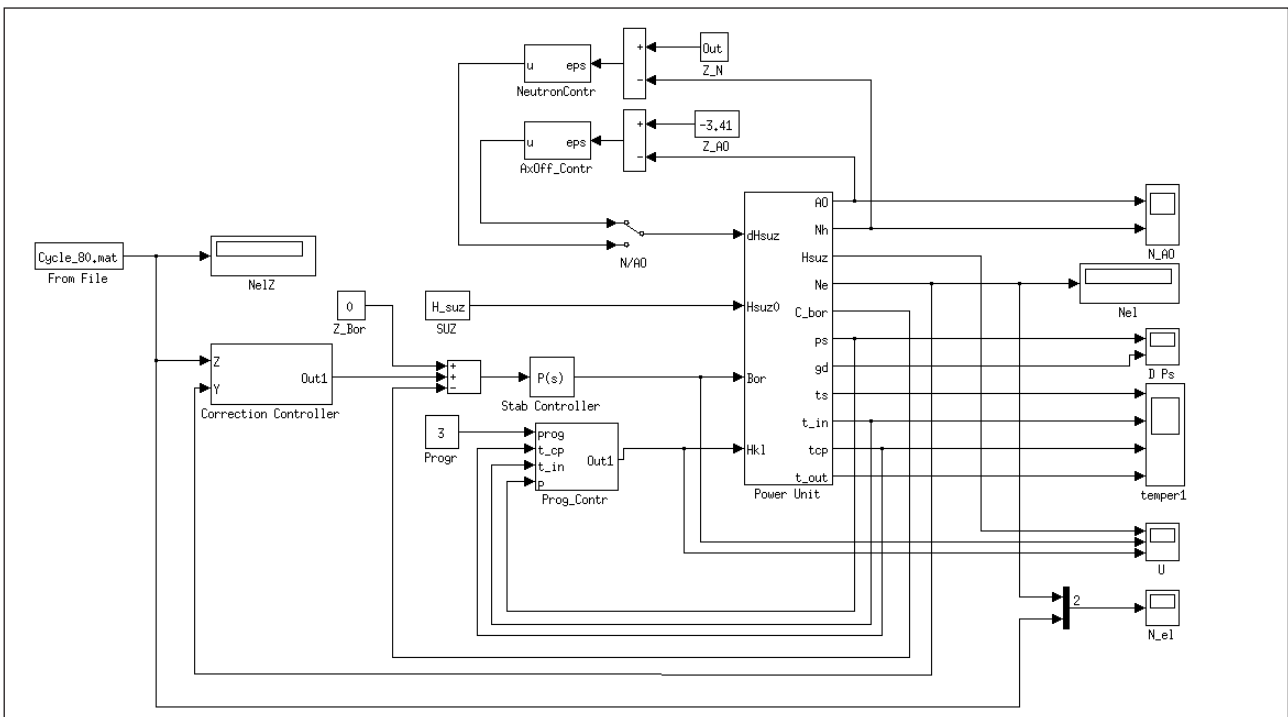 u eps
NeutronContr
+
−
Out
Z_N
u eps
AxOff_Contr
+
−
-3.41
Z_AO
N/AO
Cycle_80.mat
From File
NelZ
0
Z_Bor
H_suz
SUZ
Z
Y
Out1
Correction Controller
+
+
−
P(s)
Stab Controller
3
Progr
prog
t_cp
t_in
p
Out1
Prog_Contr
dHsuz
Hsuz0
Bor
Hkl
AO
Nh
Hsuz
Ne
C_bor
ps
gd
ts
t_in
tcp
t_out
Power Unit
N_AO
Nel
D Ps
temper1
U
2
N_el